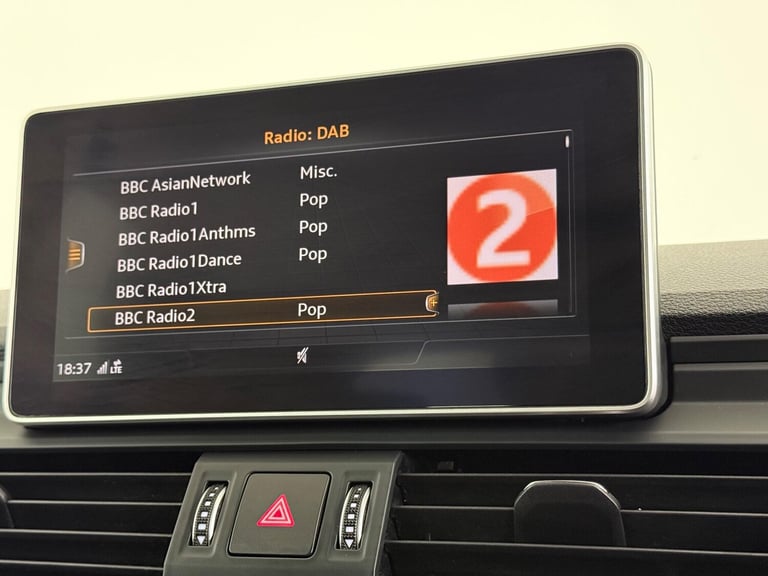 Radio: DAB
BBC AsianNetwork Misc.
BBC Radio1 Pop
BBC Radio1Anthms Pop
BBC Radio1Dance Pop
BBC Radio1Xtra
BBC Radio2 Pop
2
18:37 LTE